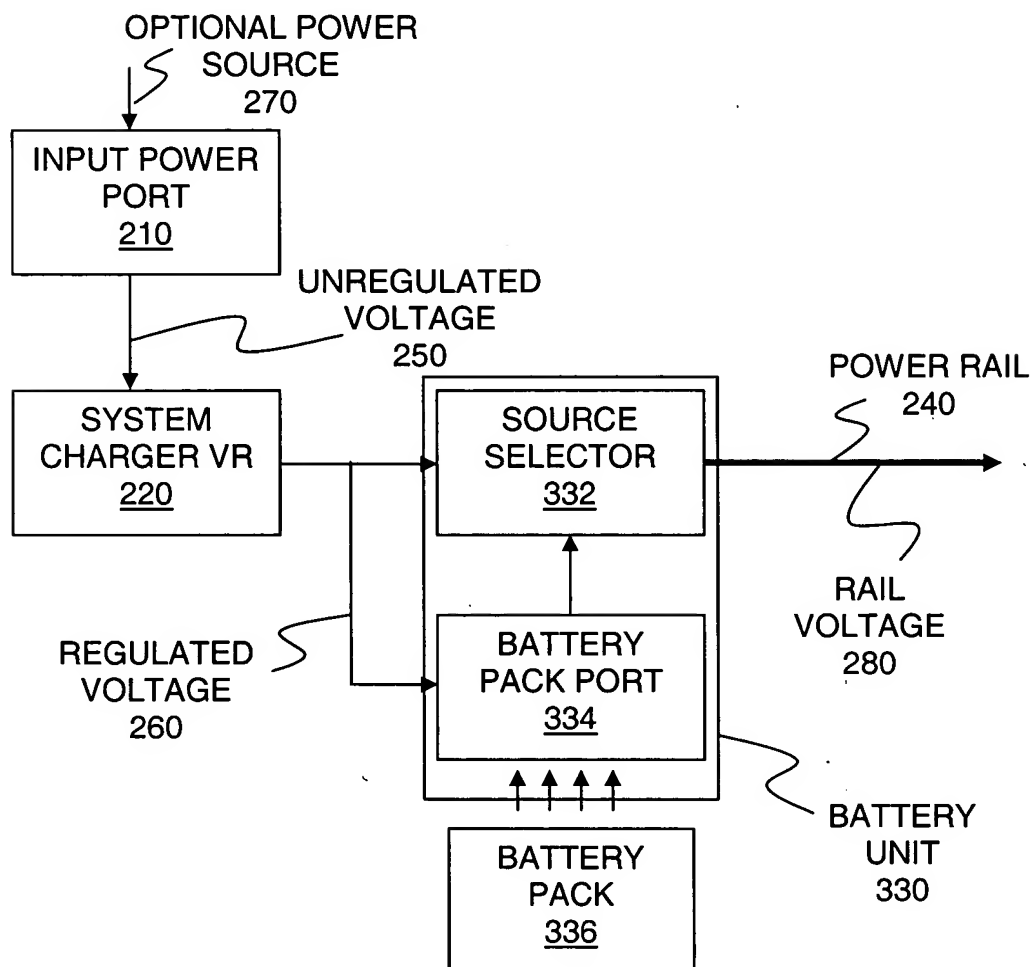 OPTIONAL POWER
SOURCE
270
INPUT POWER
PORT
210
UNREGULATED
VOLTAGE
250
SYSTEM
CHARGER VR
220
SOURCE
SELECTOR
332
POWER RAIL
240
RAIL
VOLTAGE
280
REGULATED
VOLTAGE
260
BATTERY
PACK PORT
334
BATTERY
UNIT
330
BATTERY
PACK
336